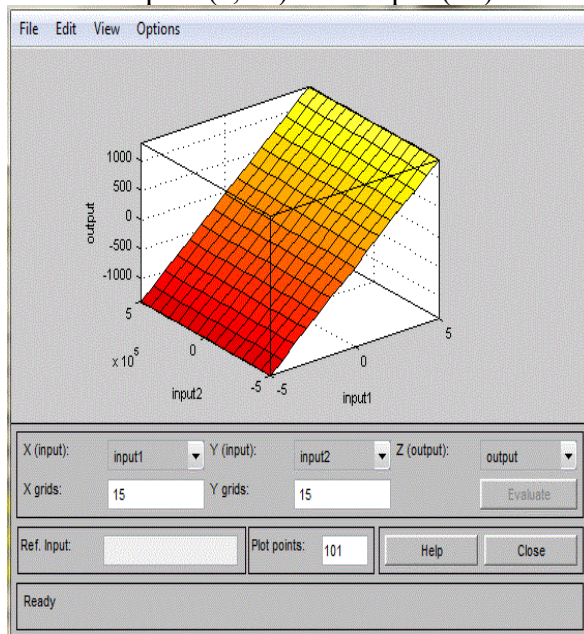 File Edit View Options
1000
500
0
-500
-1000
output
5
x 10^5
0
-5
input2
-5
0
5
input1
X (input): input1 Y (input): input2 Z (output): output
X grids: 15 Y grids: 15 Evaluate
Ref. Input: Plot points: 101 Help Close
Ready